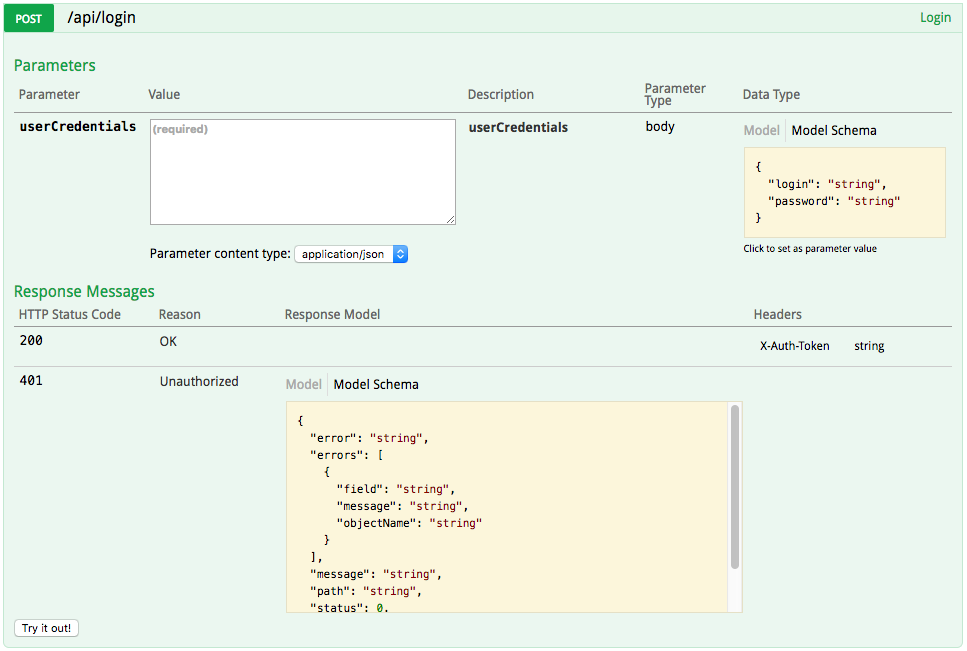 POST /api/login Login
Parameters
Parameter Value Description Parameter Type Data Type
userCredentials (required) userCredentials body Model Model Schema
{
"login": "string",
"password": "string"
}
Click to set as parameter value
Parameter content type: application/json
Response Messages
HTTP Status Code Reason Response Model Headers
200 OK X-Auth-Token string
401 Unauthorized Model Model Schema
{
"error": "string",
"errors": [
{
"field": "string",
"message": "string",
"objectName": "string"
}
],
"message": "string",
"path": "string",
"status": 0,
Try it out!